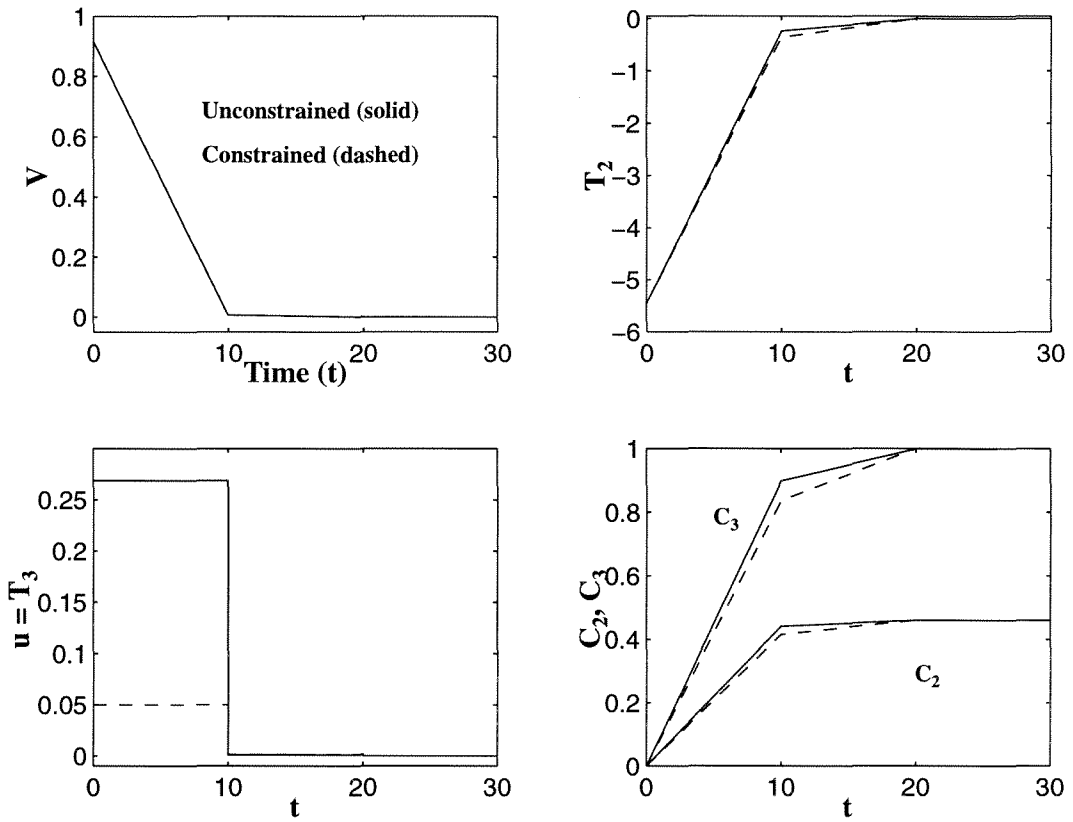 1
0.8
0.6
0.4
0.2
0
V
Unconstrained (solid)
Constrained (dashed)
0 10 20 30
Time (t)
0
−1
−2
−3
−4
−5
−6
T2
0 10 20 30
t
0.25
0.2
0.15
0.1
0.05
0
u = T3
0 10 20 30
t
1
0.8
0.6
0.4
0.2
0
C2, C3
C3
C2
0 10 20 30
t